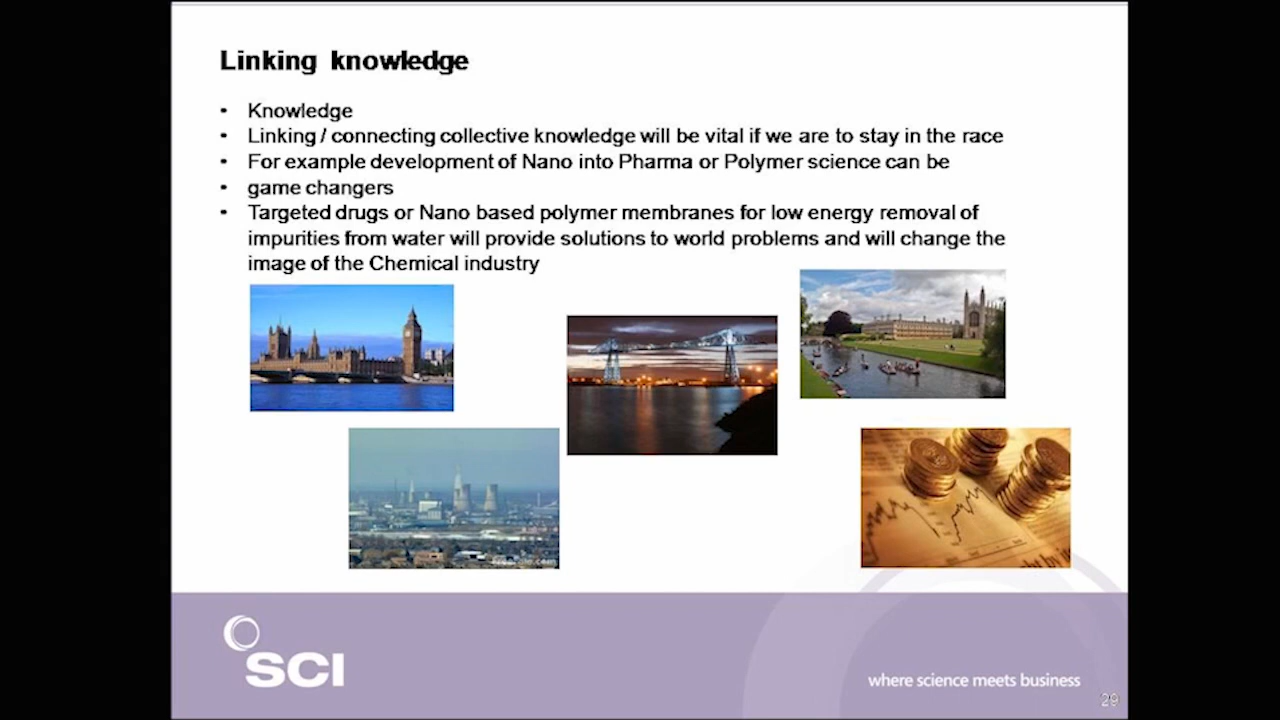 Linking knowledge
• Knowledge
• Linking / connecting collective knowledge will be vital if we are to stay in the race
• For example development of Nano into Pharma or Polymer science can be
• game changers
• Targeted drugs or Nano based polymer membranes for low energy removal of
impurities from water will provide solutions to world problems and will change the
image of the Chemical industry
SCI
where science meets business
29